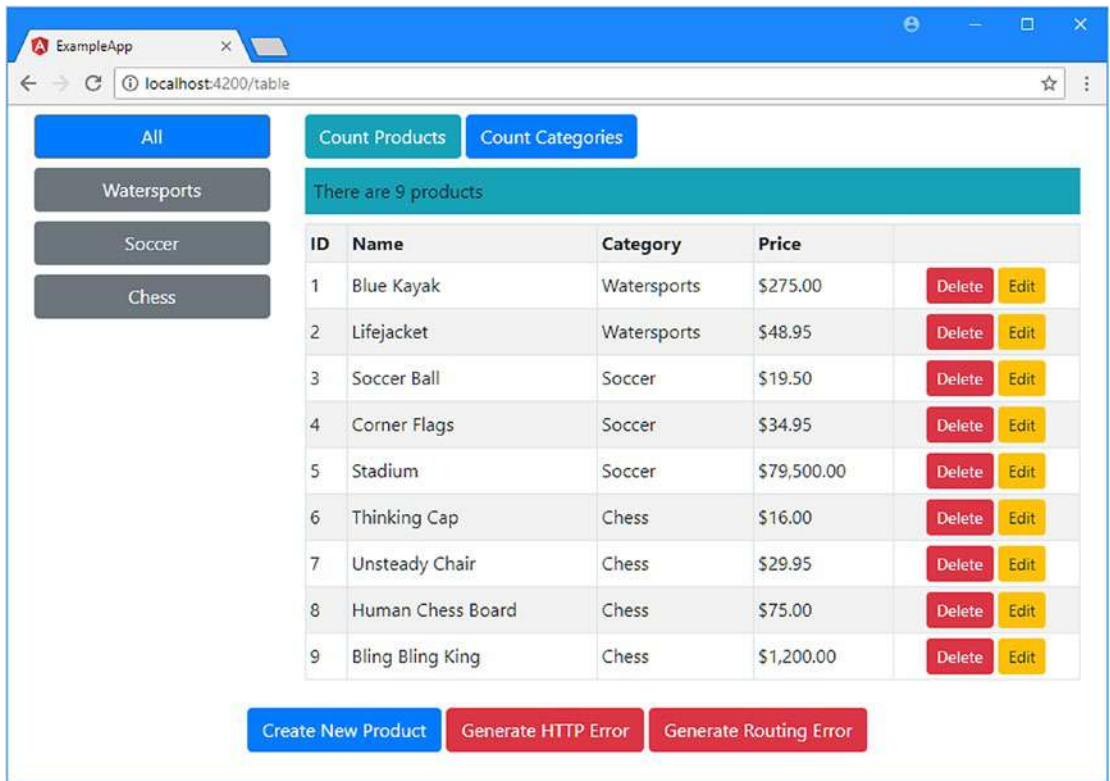 ExampleApp
localhost:4200/table
All
Watersports
Soccer
Chess
Count Products Count Categories
There are 9 products
ID Name Category Price
1 Blue Kayak Watersports $275.00 Delete Edit
2 Lifejacket Watersports $48.95 Delete Edit
3 Soccer Ball Soccer $19.50 Delete Edit
4 Corner Flags Soccer $34.95 Delete Edit
5 Stadium Soccer $79,500.00 Delete Edit
6 Thinking Cap Chess $16.00 Delete Edit
7 Unsteady Chair Chess $29.95 Delete Edit
8 Human Chess Board Chess $75.00 Delete Edit
9 Bling Bling King Chess $1,200.00 Delete Edit
Create New Product Generate HTTP Error Generate Routing Error